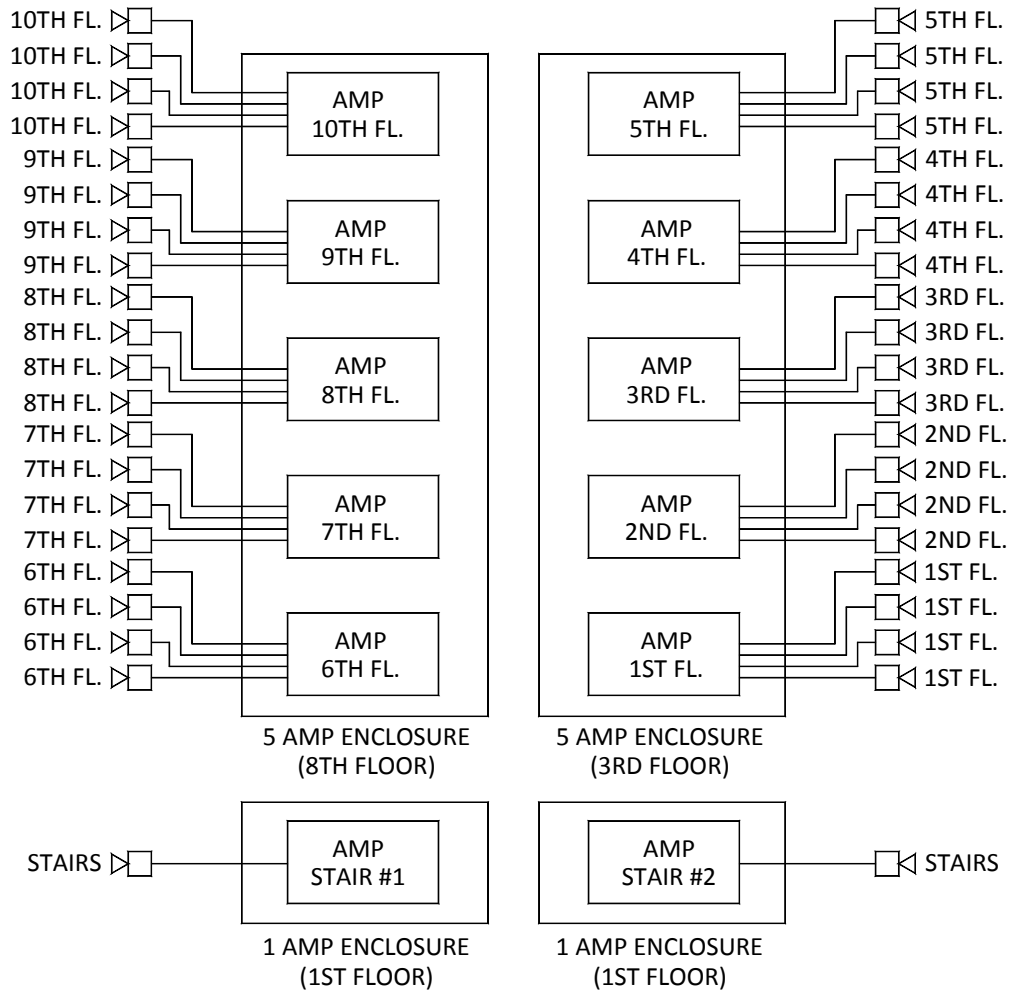 10TH FL.
10TH FL.
10TH FL.
10TH FL.
9TH FL.
9TH FL.
9TH FL.
9TH FL.
8TH FL.
8TH FL.
8TH FL.
8TH FL.
7TH FL.
7TH FL.
7TH FL.
7TH FL.
6TH FL.
6TH FL.
6TH FL.
6TH FL.
AMP
10TH FL.
AMP
9TH FL.
AMP
8TH FL.
AMP
7TH FL.
AMP
6TH FL.
5 AMP ENCLOSURE
(8TH FLOOR)
AMP
5TH FL.
AMP
4TH FL.
AMP
3RD FL.
AMP
2ND FL.
AMP
1ST FL.
5 AMP ENCLOSURE
(3RD FLOOR)
5TH FL.
5TH FL.
5TH FL.
5TH FL.
4TH FL.
4TH FL.
4TH FL.
4TH FL.
3RD FL.
3RD FL.
3RD FL.
3RD FL.
2ND FL.
2ND FL.
2ND FL.
2ND FL.
1ST FL.
1ST FL.
1ST FL.
1ST FL.
STAIRS
AMP
STAIR #1
1 AMP ENCLOSURE
(1ST FLOOR)
AMP
STAIR #2
1 AMP ENCLOSURE
(1ST FLOOR)
STAIRS